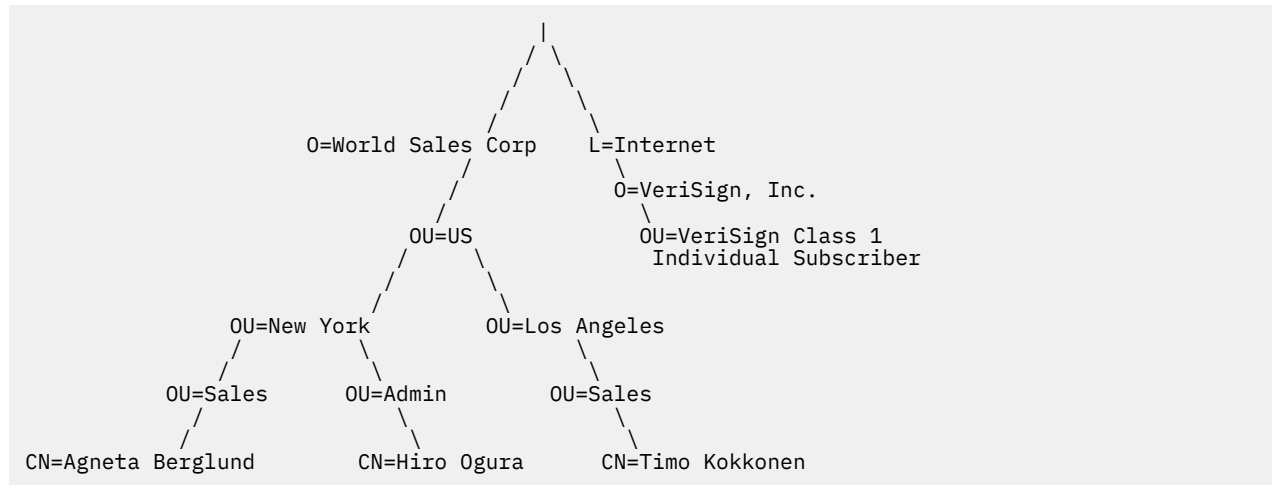 O=World Sales Corp L=Internet
O=VeriSign, Inc.
OU=US OU=VeriSign Class 1
Individual Subscriber
OU=New York OU=Los Angeles
OU=Sales OU=Admin OU=Sales
CN=Agneta Berglund CN=Hiro Ogura CN=Timo Kokkonen